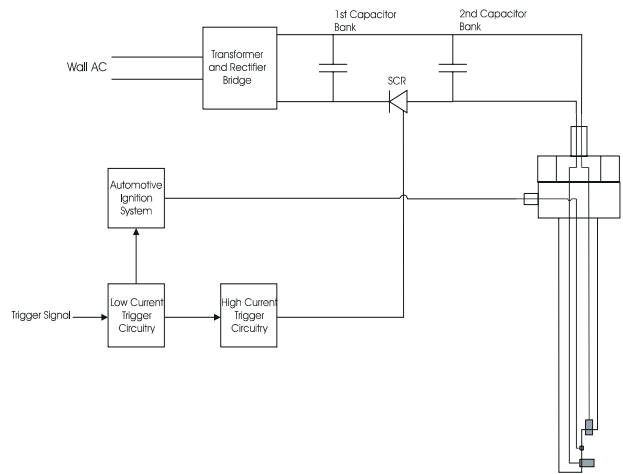 1st Capacitor
Bank
2nd Capacitor
Bank
Wall AC
Transformer
and Rectifier
Bridge
SCR
Automotive
Ignition
System
Trigger Signal
Low Current
Trigger
Circuitry
High Current
Trigger
Circuitry